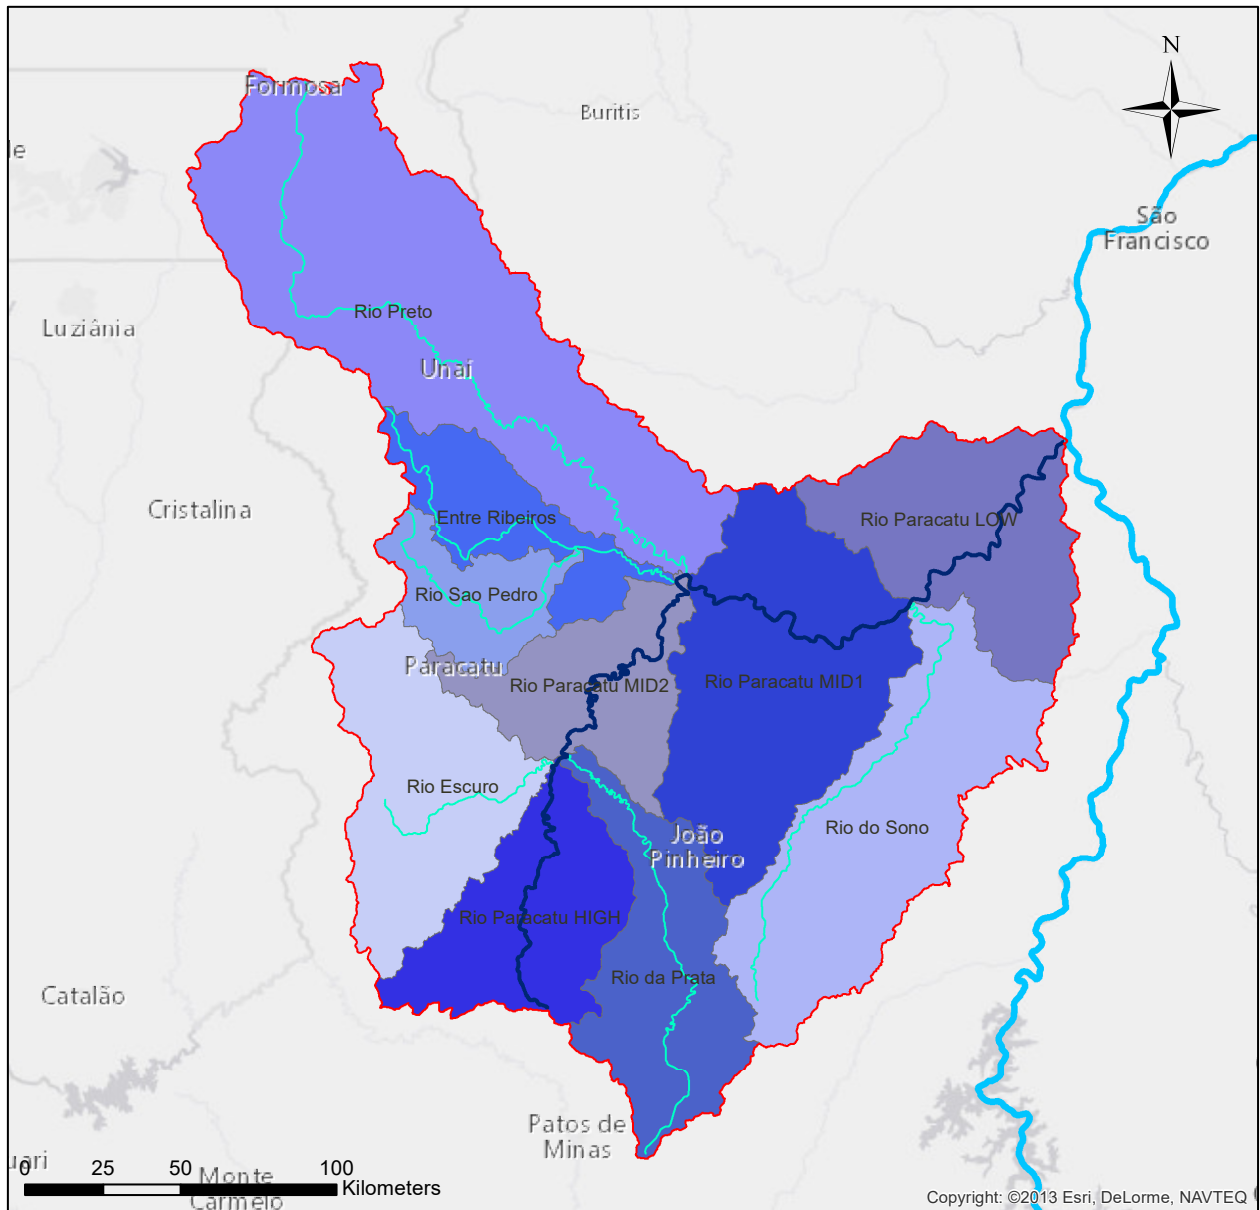 N
Formosa
Buritis
le
São
Francisco
Rio Preto
Luziânia
Unaí
Cristalina
Entre Ribeiros
Rio Paracatu LOW
Rio Sao Pedro
Paracatu
Rio Paracatu MID2
Rio Paracatu MID1
Rio Escuro
Rio do Sono
João
Pinheiro
Rio Paracatu HIGH
Rio da Prata
Catalão
Patos de
Minas
uari
0 25 50 100
Kilometers
Monte
Carmelo
Copyright: ©2013 Esri, DeLorme, NAVTEQ